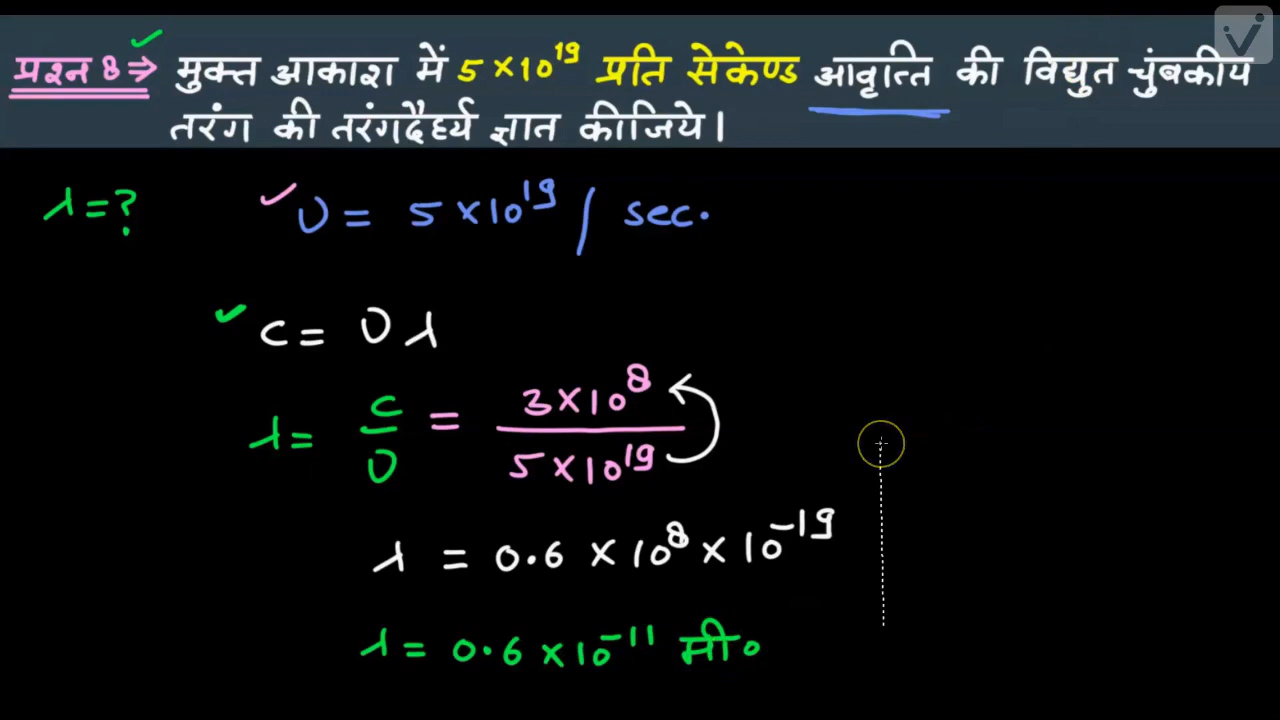 प्रश्न 8⇒ मुक्त आकाश में 5×10¹⁹ प्रति सेकेण्ड आवृत्ति की विद्युत चुंबकीय
तरंग की तरंगदैर्ध्य ज्ञात कीजिये।
λ=? υ = 5×10¹⁹ / sec.
c = υ λ
λ = c/υ = 3×10⁸ / 5×10¹⁹
λ = 0.6 × 10⁸ × 10⁻¹⁹
λ = 0.6 × 10⁻¹¹ मी०